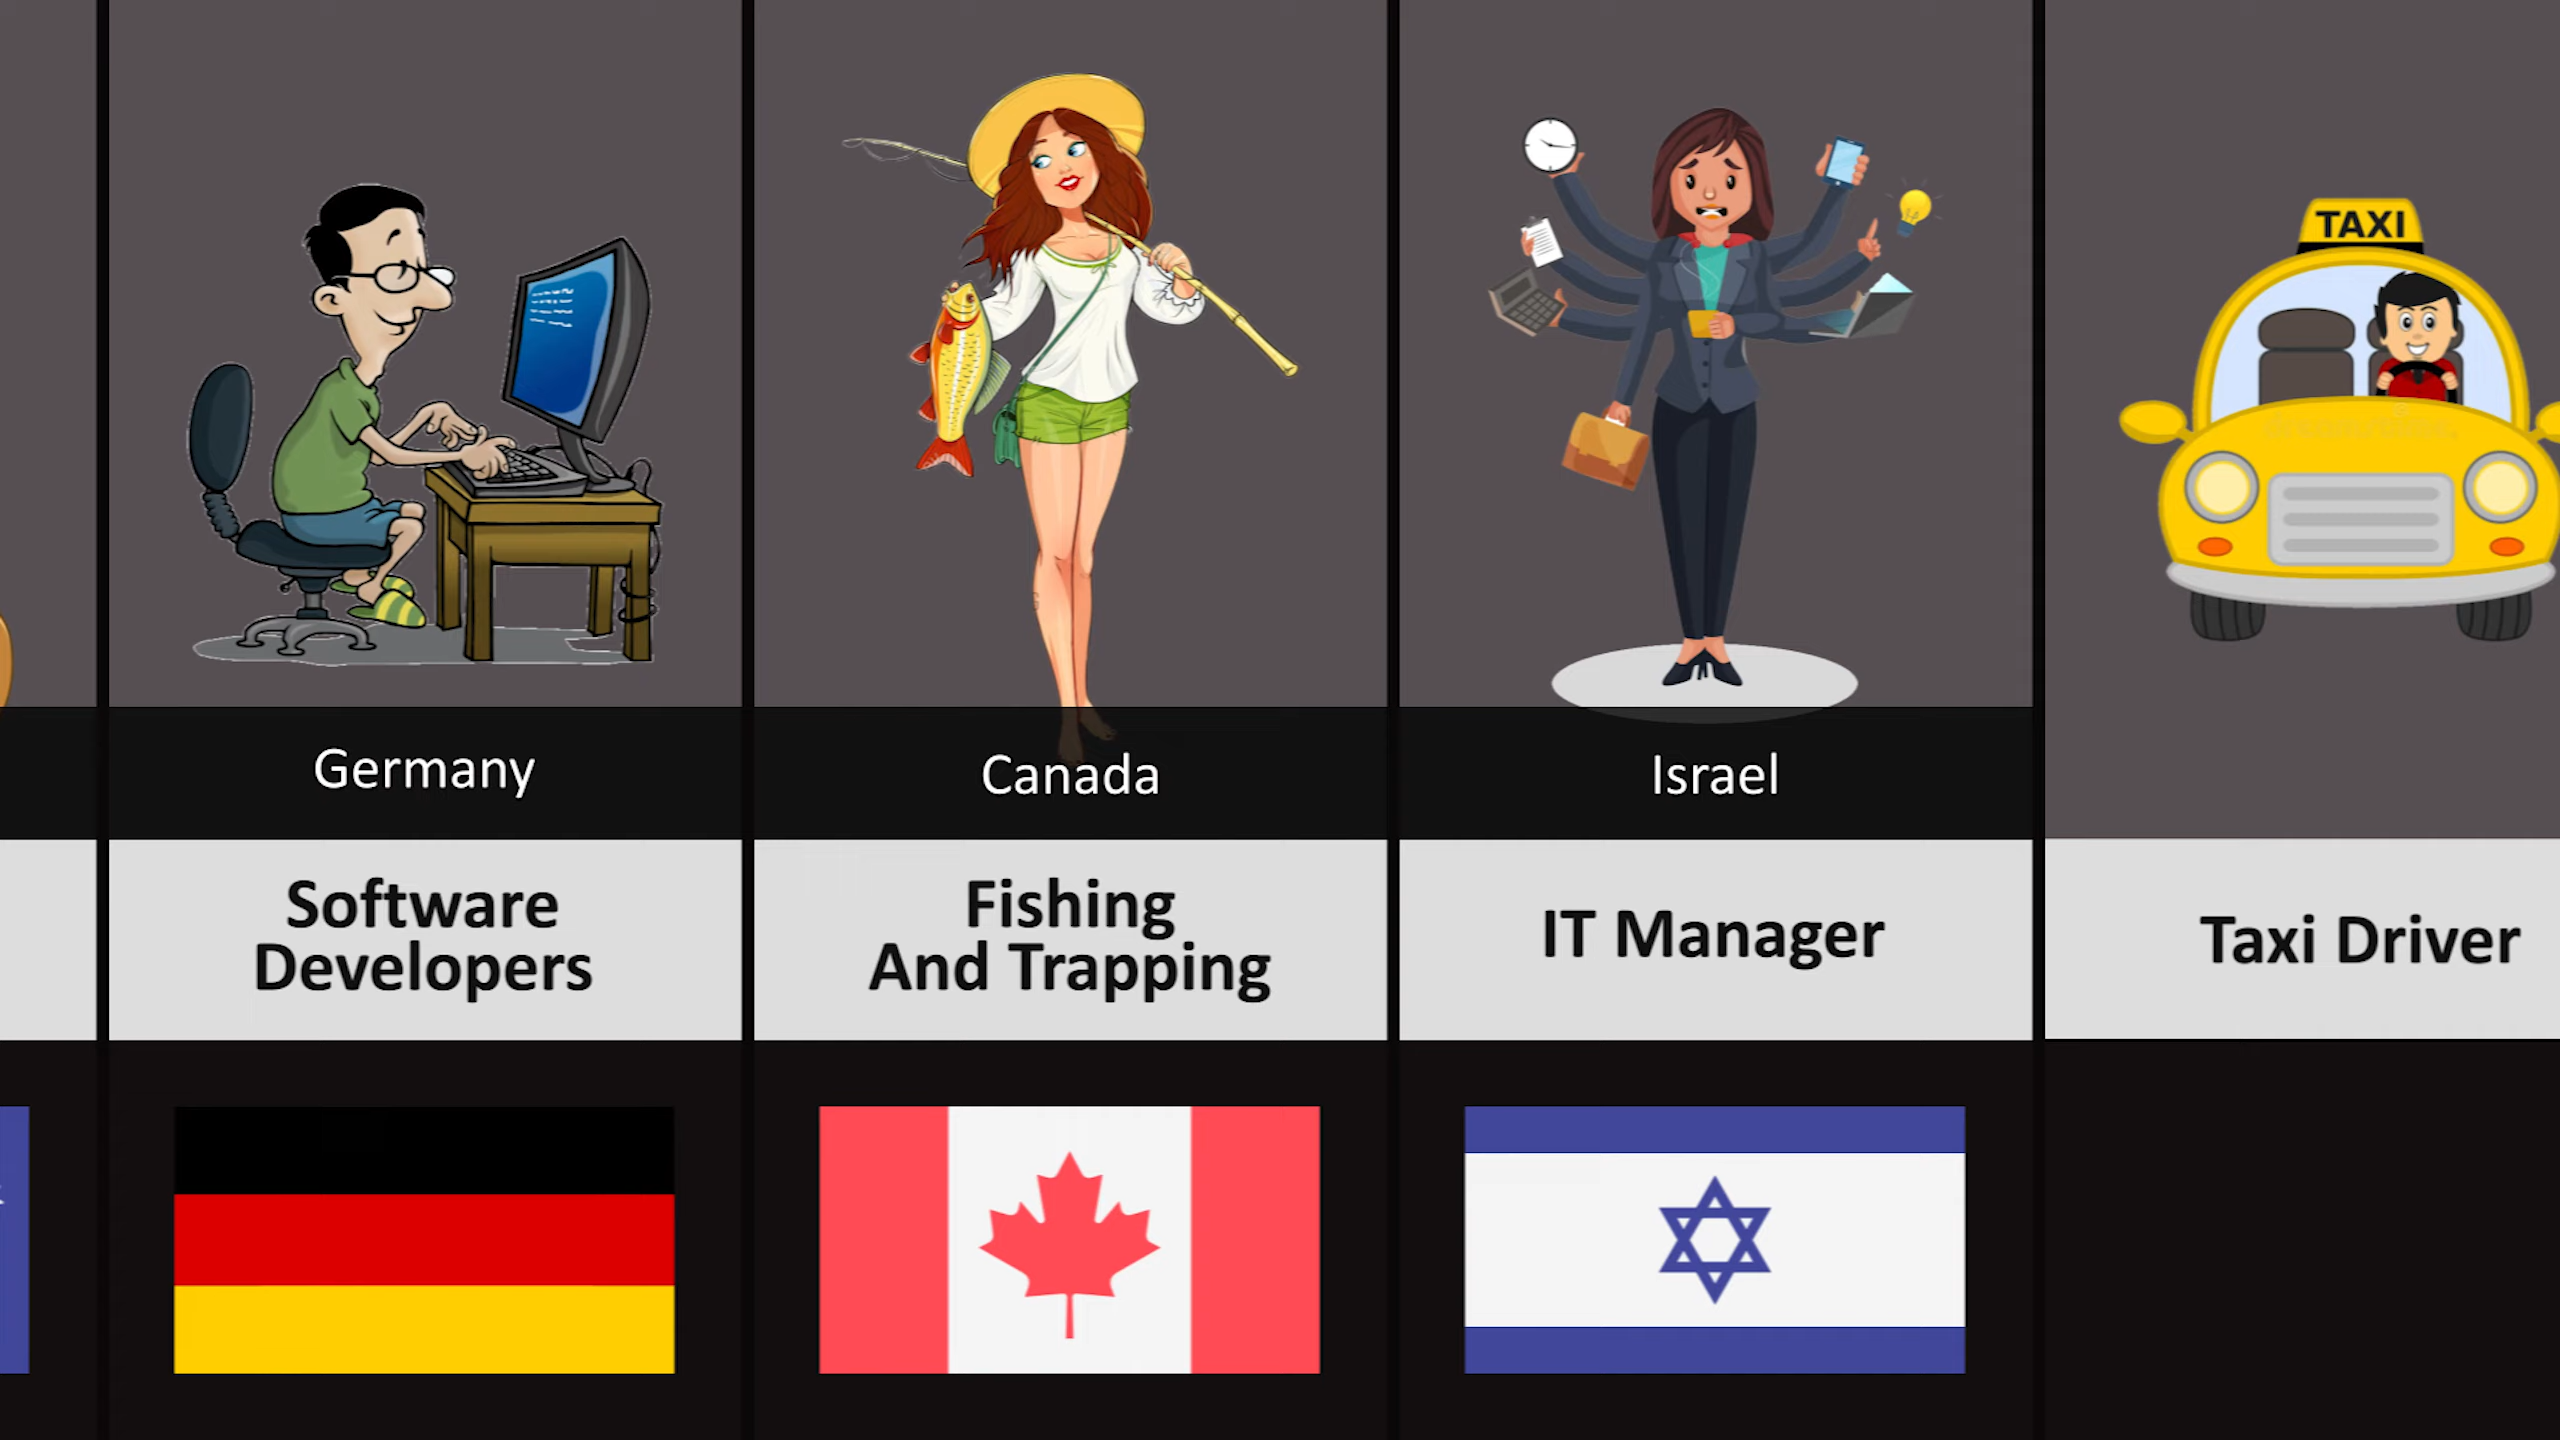 TAXI
Germany
Canada
Israel
Software
Developers
Fishing
And Trapping
IT Manager
Taxi Driver